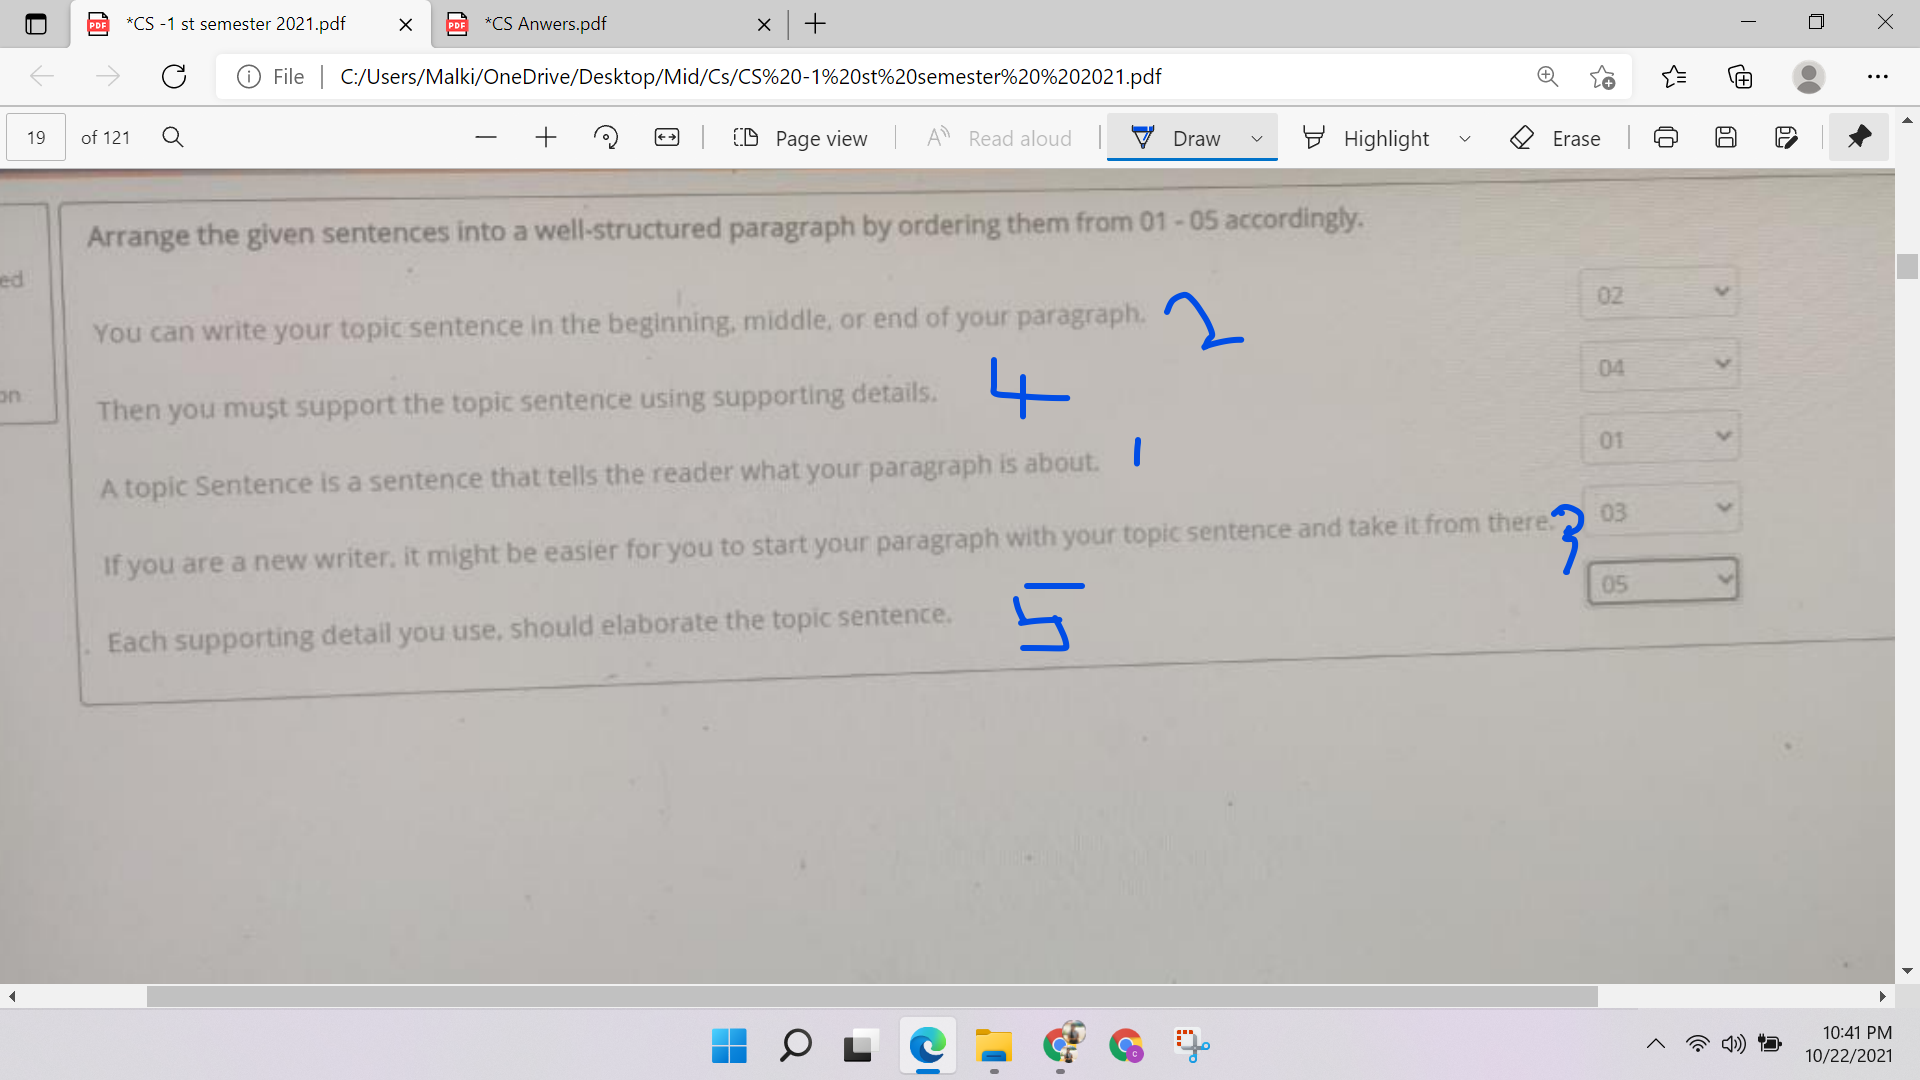 *CS -1 st semester 2021.pdf
*CS Anwers.pdf
File C:/Users/Malki/OneDrive/Desktop/Mid/Cs/CS%20-1%20st%20semester%20%202021.pdf
19 of 121 Page view Read aloud Draw Highlight Erase
Arrange the given sentences into a well-structured paragraph by ordering them from 01 - 05 accordingly.
ed
You can write your topic sentence in the beginning, middle, or end of your paragraph. 2 02
on
Then you must support the topic sentence using supporting details. 4 04
A topic Sentence is a sentence that tells the reader what your paragraph is about. 1 01
If you are a new writer, it might be easier for you to start your paragraph with your topic sentence and take it from there. 3 03
Each supporting detail you use, should elaborate the topic sentence. 5 05
10:41 PM
10/22/2021